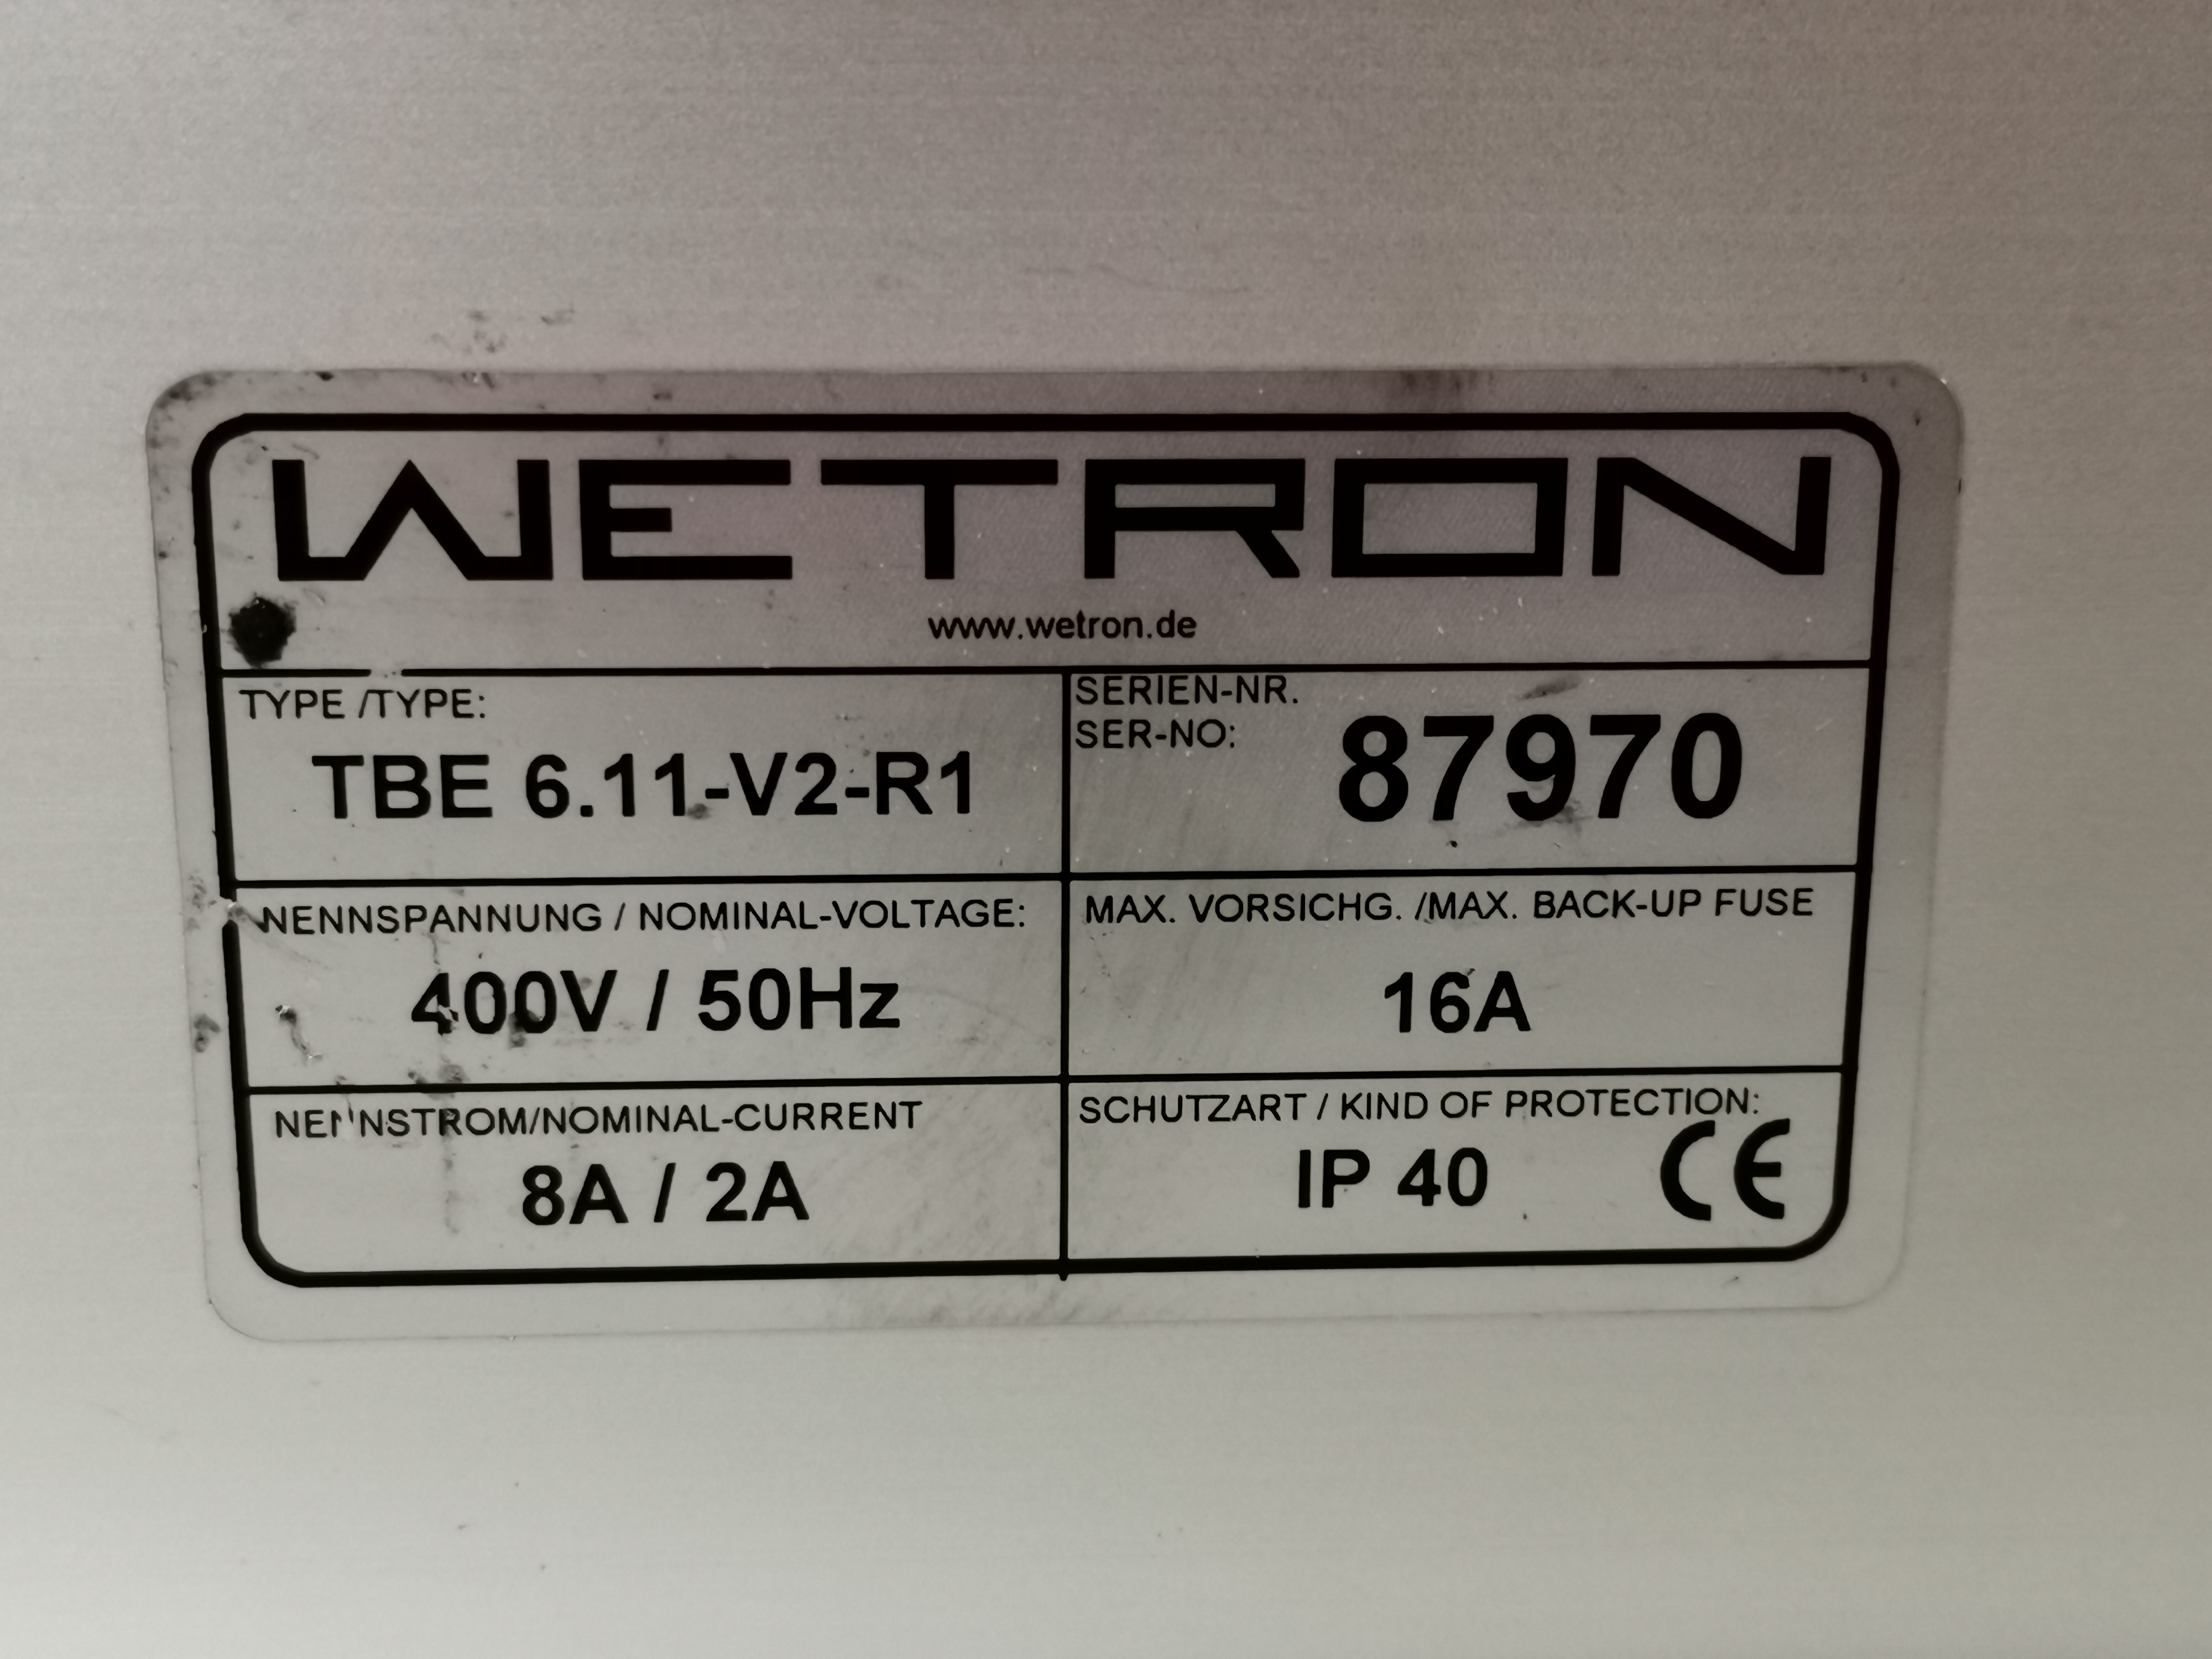 WETRON
www.wetron.de
TYPE /TYPE:
TBE 6.11-V2-R1
SERIEN-NR.
SER-NO:
87970
NENNSPANNUNG / NOMINAL-VOLTAGE:
400V / 50Hz
MAX. VORSICHG. /MAX. BACK-UP FUSE
16A
NENNSTROM/NOMINAL-CURRENT
8A / 2A
SCHUTZART / KIND OF PROTECTION:
IP 40
CE